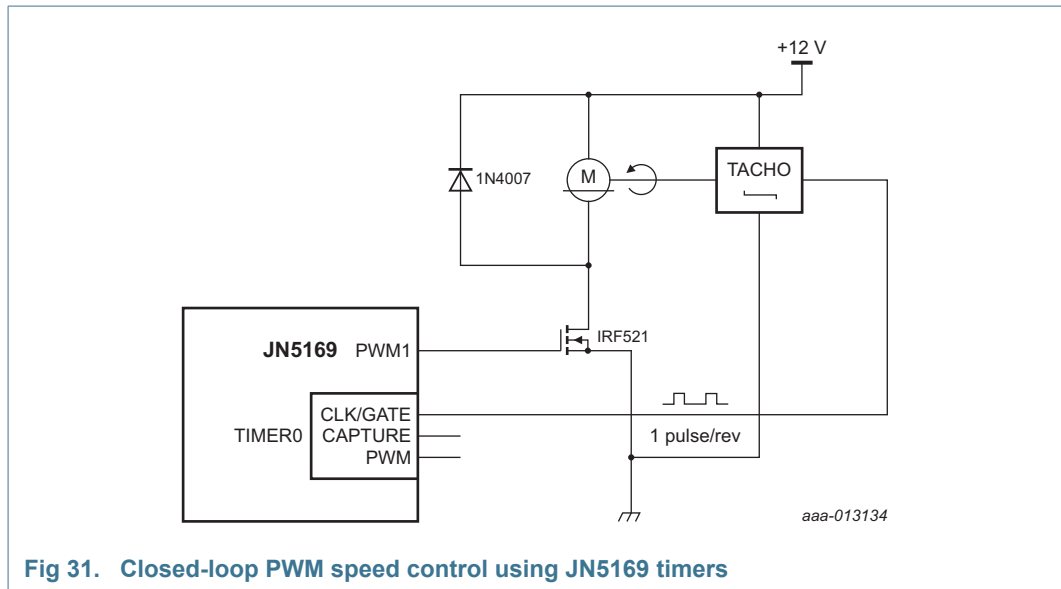 +12 V
1N4007
M
TACHO
IRF521
JN5169 PWM1
CLK/GATE
TIMER0 CAPTURE
PWM
1 pulse/rev
aaa-013134
Fig 31. Closed-loop PWM speed control using JN5169 timers